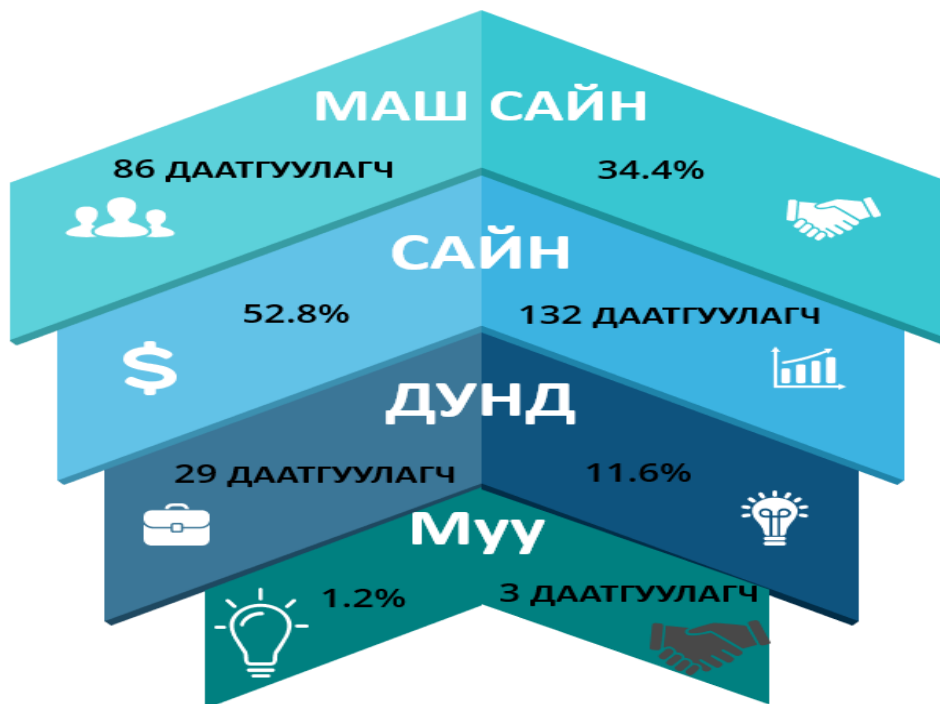 МАШ САЙН
86 ДААТГУУЛАГЧ 34.4%
САЙН
52.8% 132 ДААТГУУЛАГЧ
ДУНД
29 ДААТГУУЛАГЧ 11.6%
Муу
1.2% 3 ДААТГУУЛАГЧ